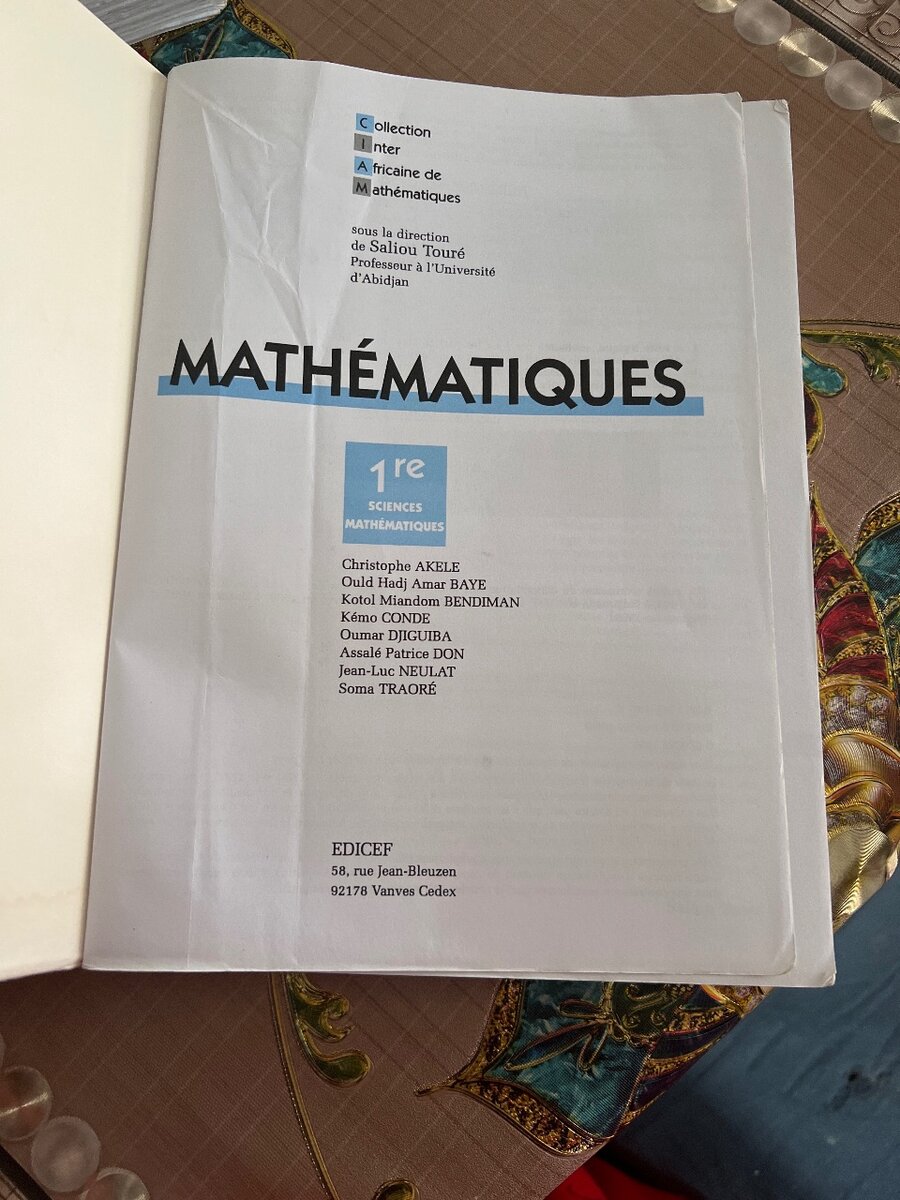 Collection
Inter
Africaine de
Mathématiques
sous la direction
de Saliou Touré
Professeur à l'Université
d'Abidjan
MATHÉMATIQUES
1re
SCIENCES
MATHÉMATIQUES
Christophe AKELE
Ould Hadj Amar BAYE
Kotol Miandom BENDIMAN
Kémo CONDE
Oumar DJIGUIBA
Assalé Patrice DON
Jean-Luc NEULAT
Soma TRAORÉ
EDICEF
58, rue Jean-Bleuzen
92178 Vanves Cedex